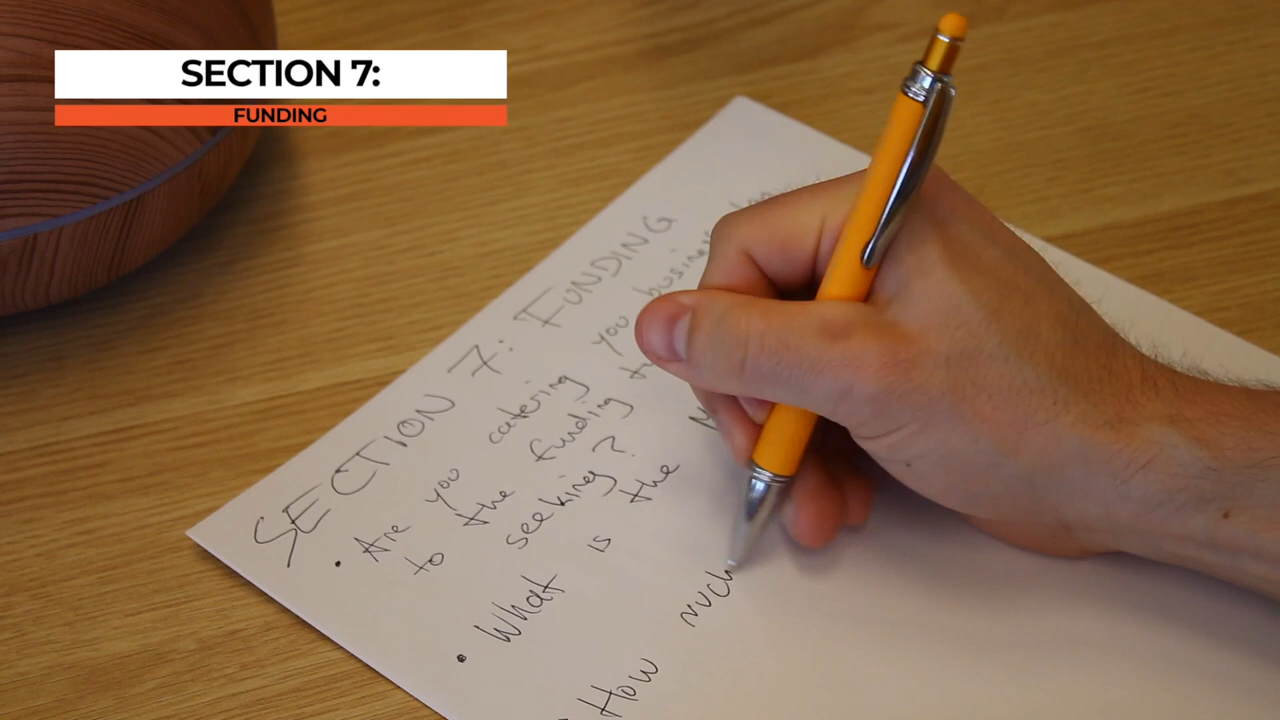 SECTION 7:
FUNDING
SECTION 7: FUNDING
• Are you catering you business
to the funding
seeking?
• What is the
How much